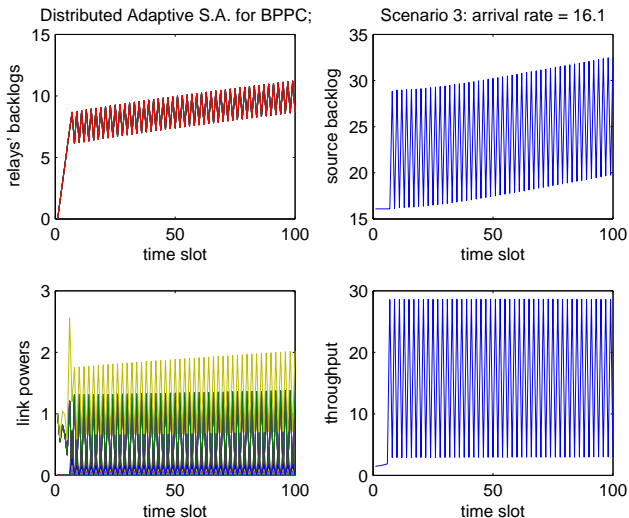 Distributed Adaptive S.A. for BPPC;
Scenario 3: arrival rate = 16.1
15
10
5
0
relays' backlogs
0
50
100
time slot
35
30
25
20
15
source backlog
0
50
100
time slot
3
2
1
0
link powers
0
50
100
time slot
30
20
10
0
throughput
0
50
100
time slot